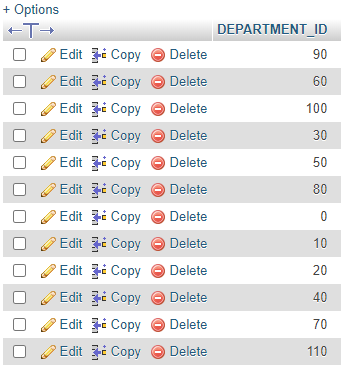 + Options
DEPARTMENT_ID
Edit Copy Delete 90
Edit Copy Delete 60
Edit Copy Delete 100
Edit Copy Delete 30
Edit Copy Delete 50
Edit Copy Delete 80
Edit Copy Delete 0
Edit Copy Delete 10
Edit Copy Delete 20
Edit Copy Delete 40
Edit Copy Delete 70
Edit Copy Delete 110